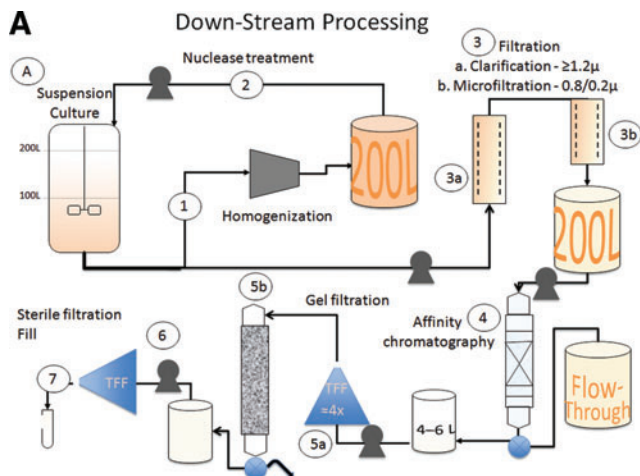 A
Down-Stream Processing
A
Suspension
Culture
200L
100L
Nuclease treatment
2
1
Homogenization
200L
3
Filtration
a. Clarification - ≥1.2µ
b. Microfiltration - 0.8/0.2µ
3a
3b
200L
4
Affinity
chromatography
Flow-
Through
4–6 L
Gel filtration
TFF
≈4x
5a
5b
6
TFF
Sterile filtration
Fill
7